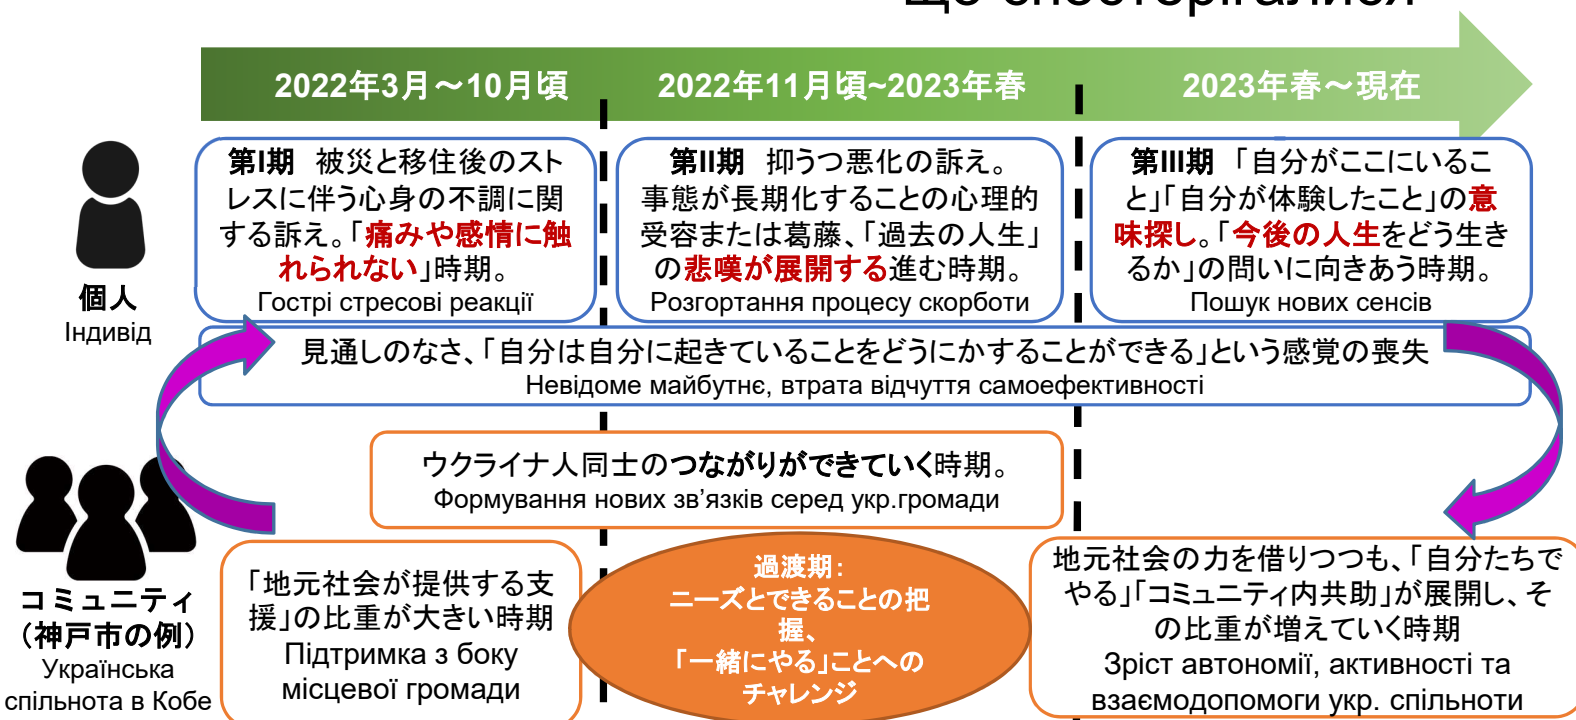 що спостерігалися
2022年3月～10月頃
2022年11月頃~2023年春
2023年春～現在
第I期 被災と移住後のスト
レスに伴う心身の不調に関
する訴え。「痛みや感情に触
れられない」時期。
Гострі стресові реакції
第II期 抑うつ悪化の訴え。
事態が長期化することの心理的
受容または葛藤、「過去の人生」
の悲嘆が展開する進む時期。
Розгортання процесу скорботи
第III期 「自分がここにいるこ
と」「自分が体験したこと」の意
味探し。「今後の人生をどう生き
るか」の問いに向きあう時期。
Пошук нових сенсів
個人
Індивід
見通しのなさ、「自分は自分に起きていることをどうにかすることができる」という感覚の喪失
Невідоме майбутнє, втрата відчуття самоефективності
ウクライナ人同士のつながりができていく時期。
Формування нових зв’язків серед укр.громади
コミュニティ
（神戸市の例）
Українська
спільнота в Кобе
「地元社会が提供する支
援」の比重が大きい時期
Підтримка з боку
місцевої громади
過渡期：
ニーズとできることの把
握、
「一緒にやる」ことへの
チャレンジ
地元社会の力を借りつつも、「自分たちで
やる」「コミュニティ内共助」が展開し、そ
の比重が増えていく時期
Зріст автономії, активності та
взаємодопомоги укр. спільноти